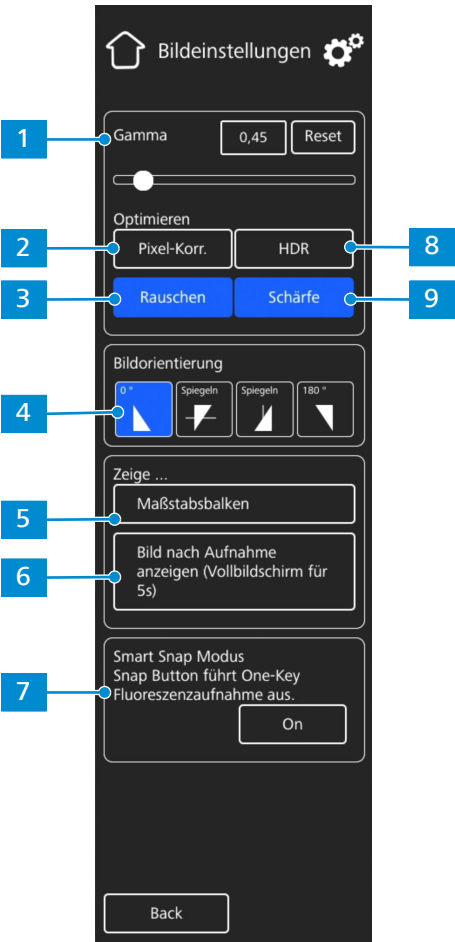 Bildeinstellungen
1
Gamma
0,45
Reset
Optimieren
2
Pixel-Korr.
HDR
8
3
Rauschen
Schärfe
9
Bildorientierung
4
0 °
Spiegeln
Spiegeln
180 °
Zeige ...
5
Maßstabsbalken
6
Bild nach Aufnahme
anzeigen (Vollbildschirm für
5s)
Smart Snap Modus
Snap Button führt One-Key
7
Fluoreszenzaufnahme aus.
On
Back